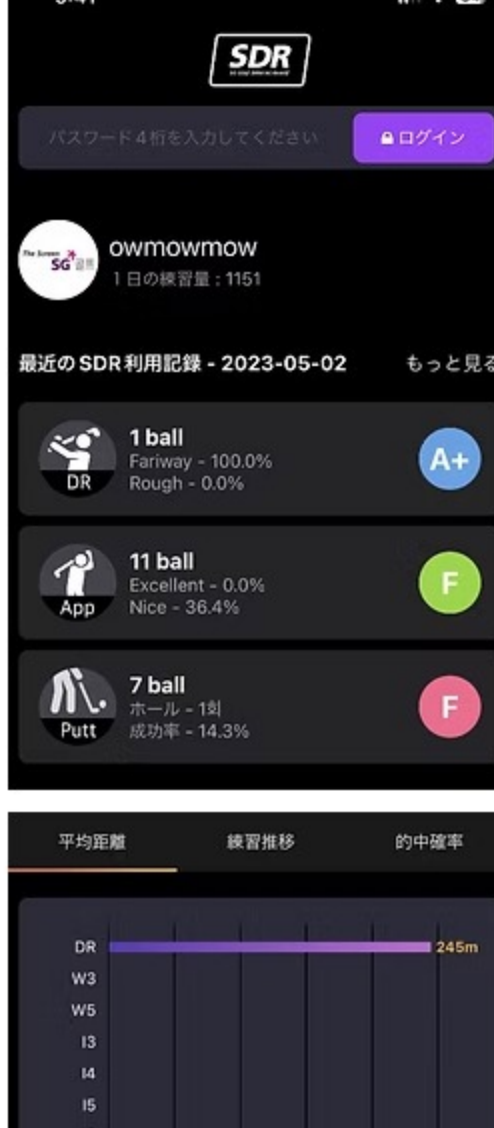 SDR
パスワード4桁を入力してください
ログイン
The Screen
SG골프
owmowmow
1日の練習量 : 1151
最近のSDR利用記録 - 2023-05-02
もっと見る
1 ball
Fariway - 100.0%
Rough - 0.0%
DR
A+
11 ball
Excellent - 0.0%
Nice - 36.4%
App
F
7 ball
ホール - 1회
成功率 - 14.3%
Putt
F
平均距離
練習推移
的中確率
DR
245m
W3
W5
I3
I4
I5